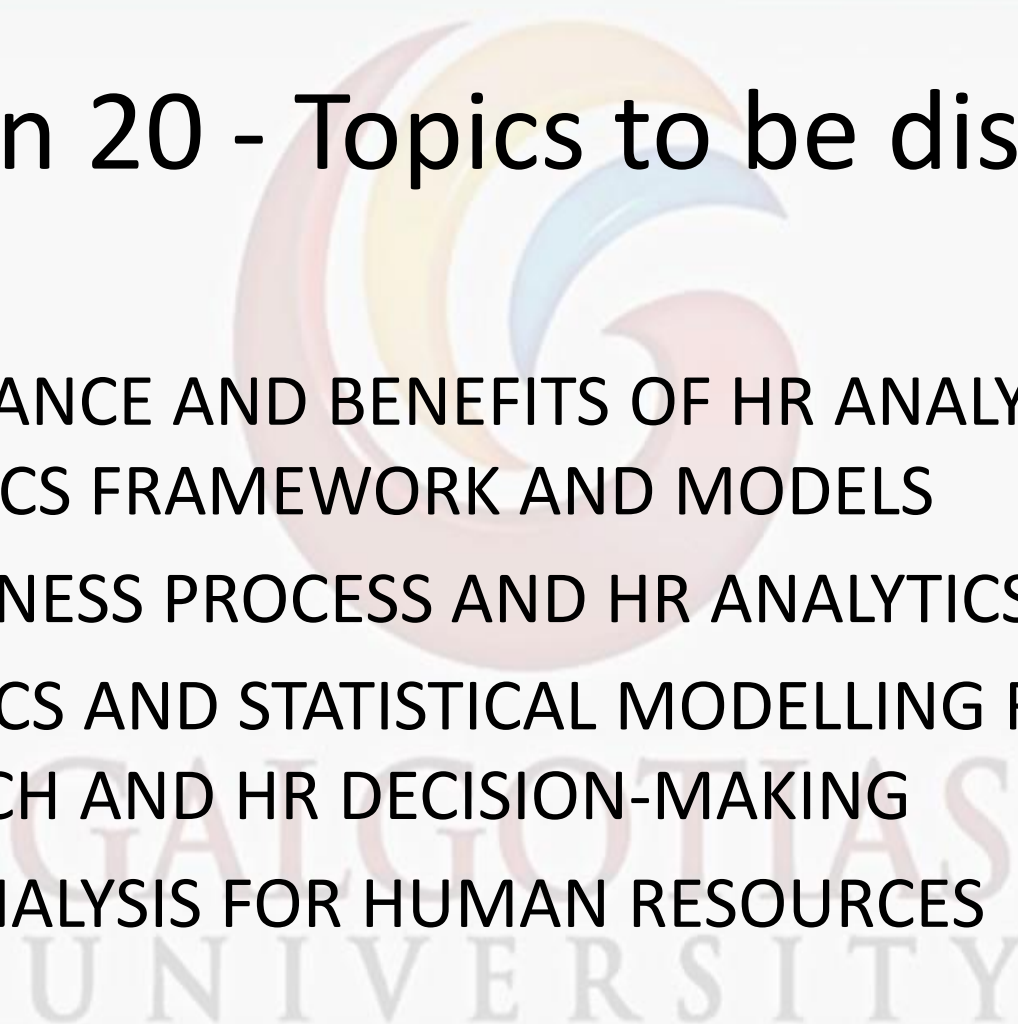 n 20 - Topics to be dis
ANCE AND BENEFITS OF HR ANALY
CS FRAMEWORK AND MODELS
NESS PROCESS AND HR ANALYTICS
CS AND STATISTICAL MODELLING F
CH AND HR DECISION-MAKING
NALYSIS FOR HUMAN RESOURCES
GALGOTIAS
UNIVERSITY